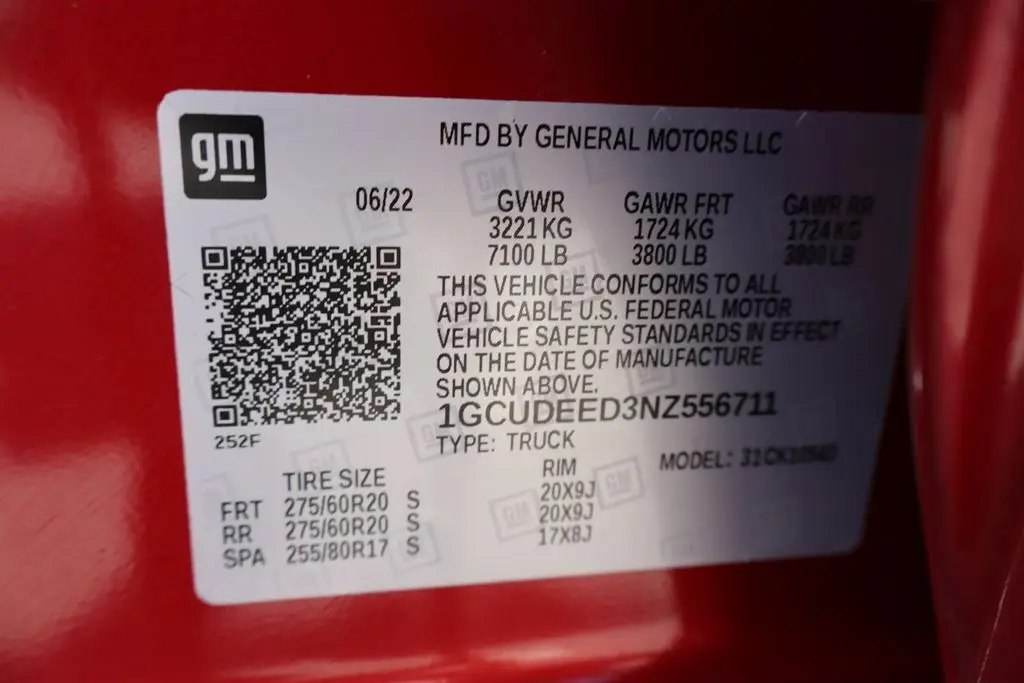 gm
MFD BY GENERAL MOTORS LLC
06/22 GVWR GAWR FRT GAWR RR
3221 KG 1724 KG 1724 KG
7100 LB 3800 LB 3800 LB
THIS VEHICLE CONFORMS TO ALL
APPLICABLE U.S. FEDERAL MOTOR
VEHICLE SAFETY STANDARDS IN EFFECT
ON THE DATE OF MANUFACTURE
SHOWN ABOVE.
1GCUDEED3NZ556711
252F
TYPE: TRUCK
MODEL:
TIRE SIZE RIM
FRT 275/60R20 S 20X9J
RR 275/60R20 S 20X9J
SPA 255/80R17 S 17X8J